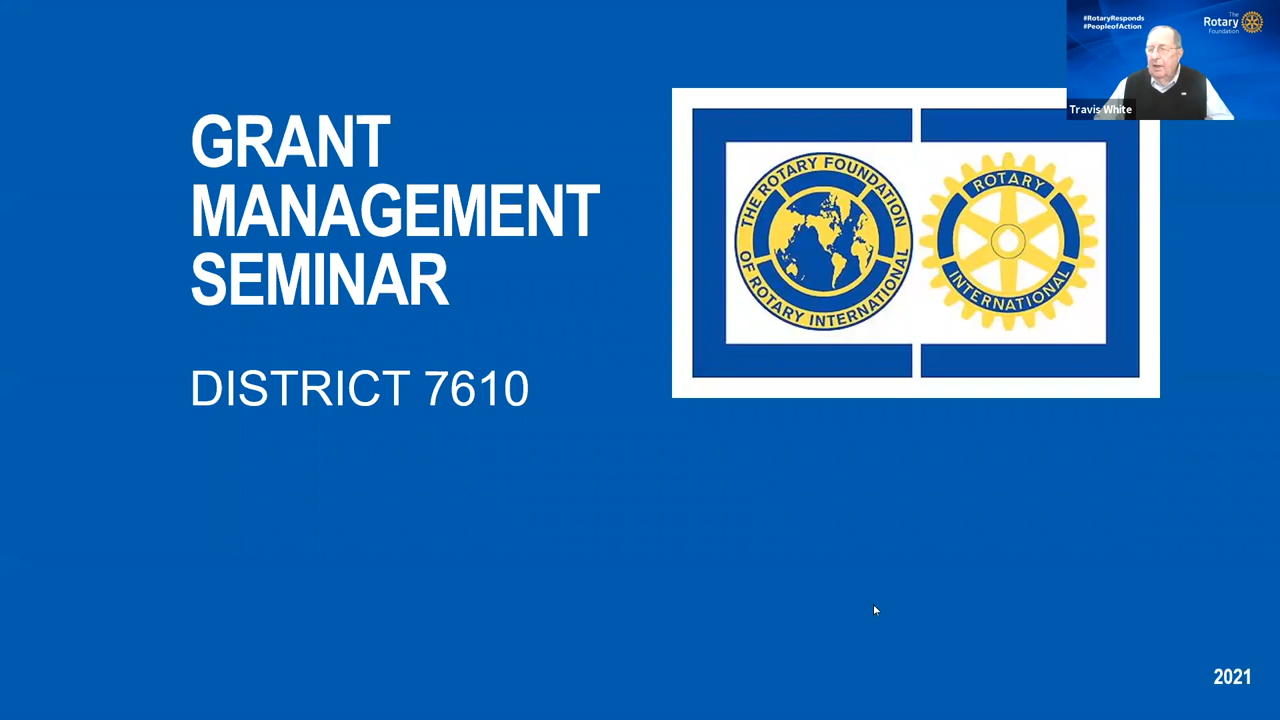 #RotaryResponds
#PeopleofAction
The
Rotary
Foundation
Travis White
GRANT
MANAGEMENT
SEMINAR
DISTRICT 7610
THE ROTARY FOUNDATION
OF ROTARY INTERNATIONAL
ROTARY
INTERNATIONAL
2021